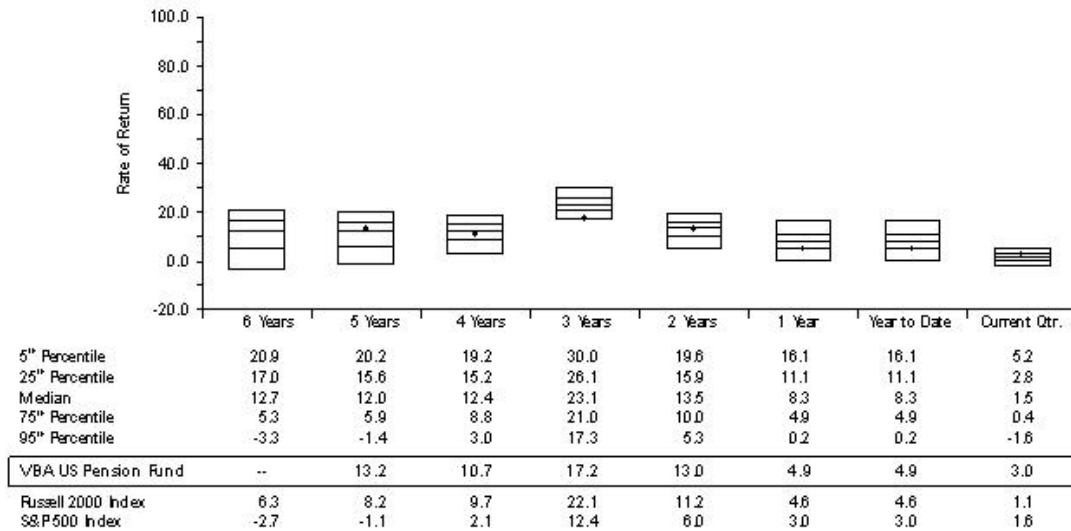 100.0
80.0
60.0
40.0
20.0
0.0
-20.0
Rate of Return
6 Years 5 Years 4 Years 3 Years 2 Years 1 Year Year to Date Current Qtr.
5th Percentile 20.9 20.2 19.2 30.0 19.6 16.1 16.1 5.2
25th Percentile 17.0 15.6 15.2 26.1 15.9 11.1 11.1 2.8
Median 12.7 12.0 12.4 23.1 13.5 8.3 8.3 1.5
75th Percentile 5.3 5.9 8.8 21.0 10.0 4.9 4.9 0.4
95th Percentile -3.3 -1.4 3.0 17.3 5.3 0.2 0.2 -1.6
VBA US Pension Fund -- 13.2 10.7 17.2 13.0 4.9 4.9 3.0
Russell 2000 Index 6.3 8.2 9.7 22.1 11.2 4.6 4.6 1.1
S&P500 Index -2.7 -1.1 2.1 12.4 6.0 3.0 3.0 1.6